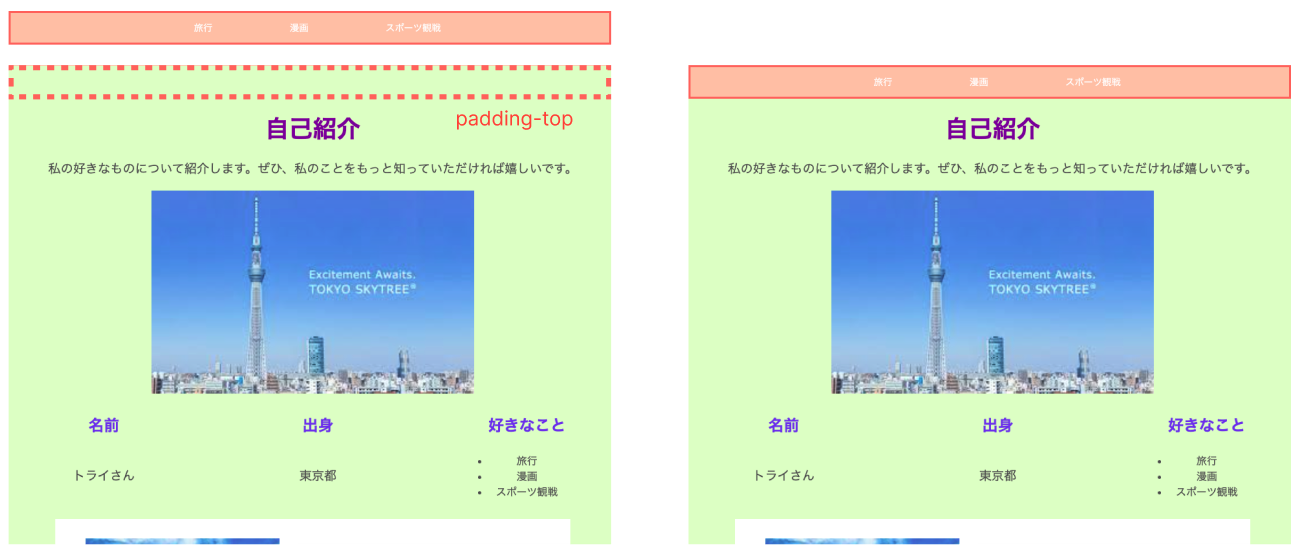 旅行 漫画 スポーツ観戦
padding-top
自己紹介
私の好きなものについて紹介します。ぜひ、私のことをもっと知っていただければ嬉しいです。
Excitement Awaits.
TOKYO SKYTREE®
名前 出身 好きなこと
トライさん 東京都
• 旅行
• 漫画
• スポーツ観戦
旅行 漫画 スポーツ観戦
自己紹介
私の好きなものについて紹介します。ぜひ、私のことをもっと知っていただければ嬉しいです。
Excitement Awaits.
TOKYO SKYTREE®
名前 出身 好きなこと
トライさん 東京都
• 旅行
• 漫画
• スポーツ観戦